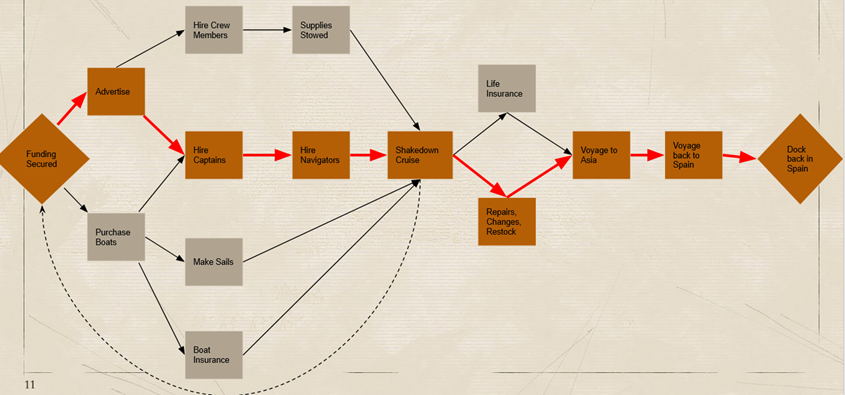 Hire Crew
Members
Supplies
Stowed
Life
Insurance
Advertise
Funding
Secured
Hire
Captains
Hire
Navigators
Shakedown
Cruise
Voyage to
Asia
Voyage
back to
Spain
Dock
back in
Spain
Purchase
Boats
Repairs,
Changes,
Restock
Make Sails
Boat
Insurance
11